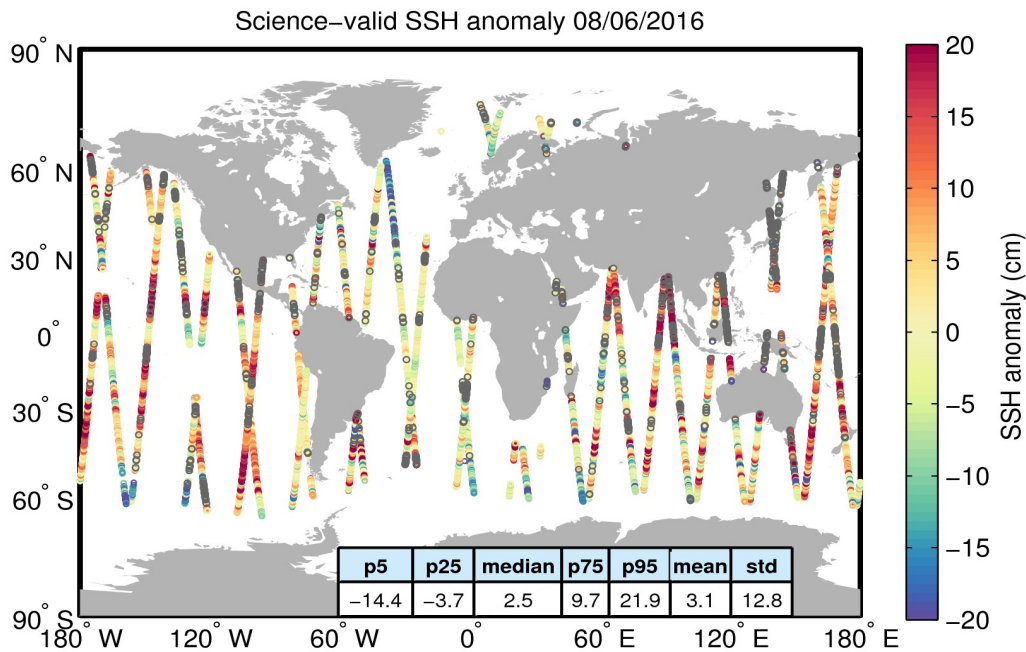 Science−valid SSH anomaly 08/06/2016
90° N
60° N
30° N
0°
30° S
60° S
90° S
180° W
120° W
60° W
0°
60° E
120° E
180° E
p5 p25 median p75 p95 mean std
−14.4 −3.7 2.5 9.7 21.9 3.1 12.8
20
15
10
5
0
−5
−10
−15
−20
SSH anomaly (cm)